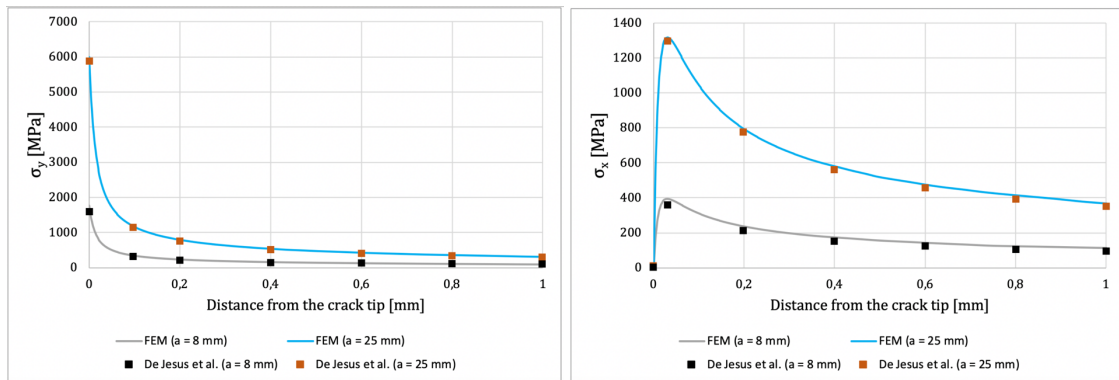 7000
6000
5000
4000
3000
2000
1000
0
σy [MPa]
0 0,2 0,4 0,6 0,8 1
Distance from the crack tip [mm]
FEM (a = 8 mm) FEM (a = 25 mm)
De Jesus et al. (a = 8 mm) De Jesus et al. (a = 25 mm)
1400
1200
1000
800
600
400
200
0
σx [MPa]
0 0,2 0,4 0,6 0,8 1
Distance from the crack tip [mm]
FEM (a = 8 mm) FEM (a = 25 mm)
De Jesus et al. (a = 8 mm) De Jesus et al. (a = 25 mm)